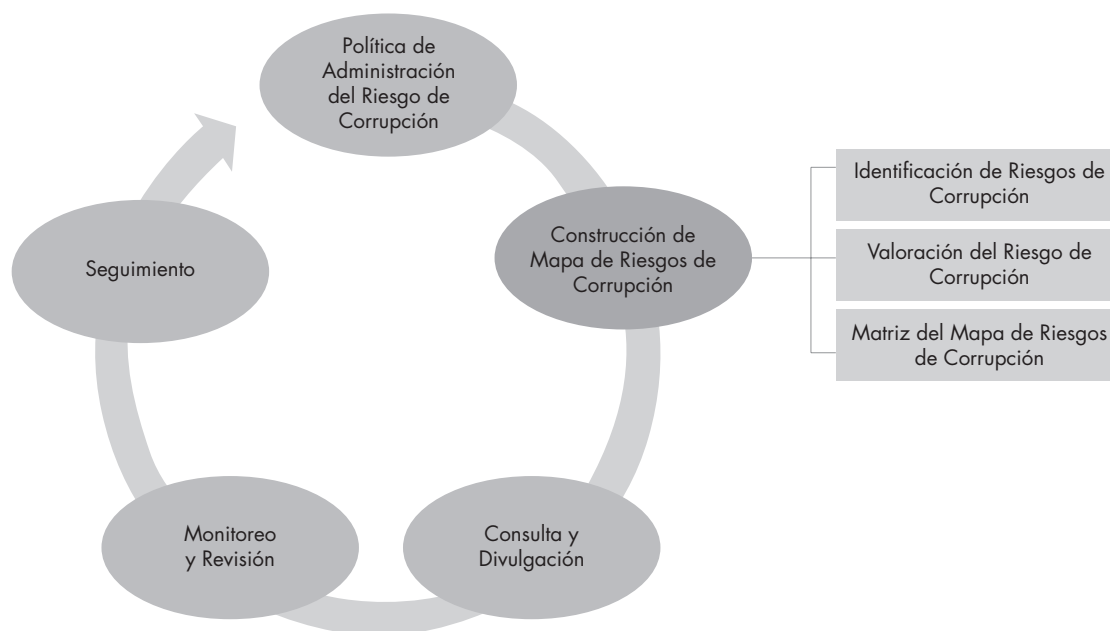 Política de
Administración
del Riesgo de
Corrupción
Construcción de
Mapa de Riesgos de
Corrupción
Identificación de Riesgos de
Corrupción
Valoración del Riesgo de
Corrupción
Matriz del Mapa de Riesgos
de Corrupción
Consulta y
Divulgación
Monitoreo
y Revisión
Seguimiento